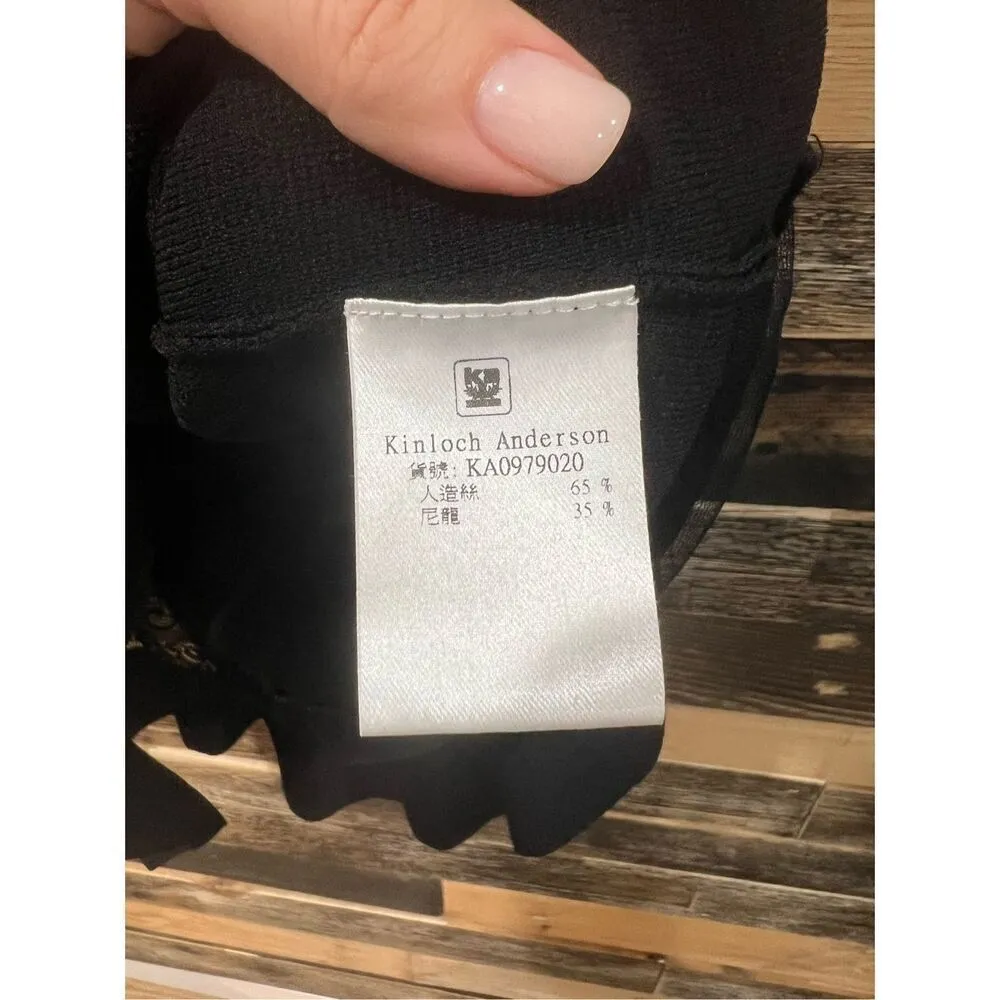 Kinloch Anderson
貨號: KA0979020
人造絲 65 %
尼龍 35 %